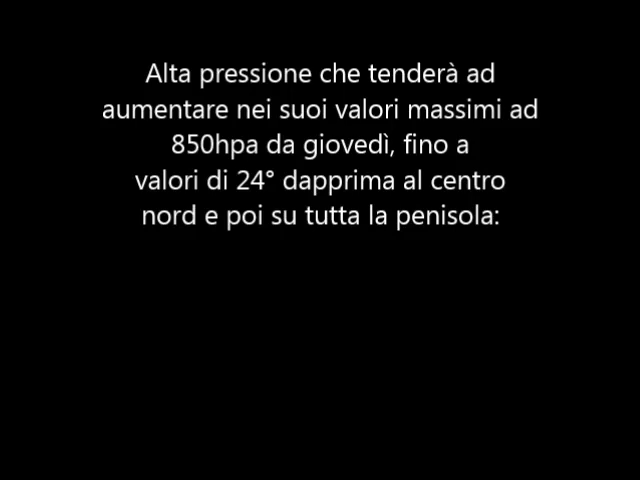 Alta pressione che tenderà ad
aumentare nei suoi valori massimi ad
850hpa da giovedì, fino a
valori di 24° dapprima al centro
nord e poi su tutta la penisola: